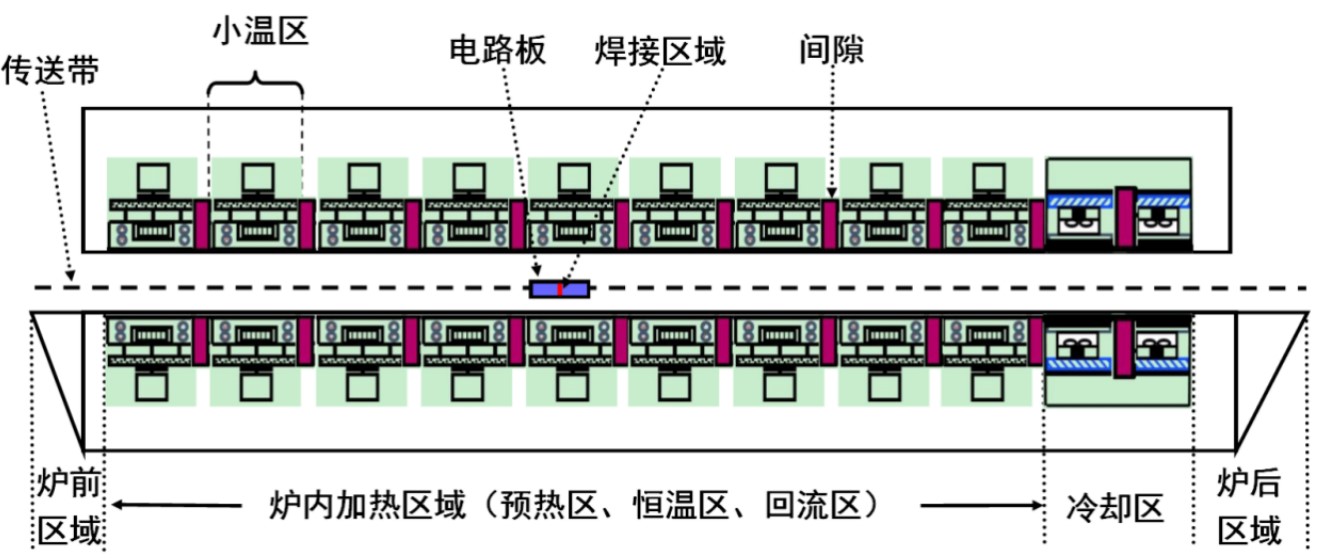 小温区
电路板
焊接区域
间隙
传送带
炉前
区域
炉内加热区域（预热区、恒温区、回流区）
冷却区
炉后
区域